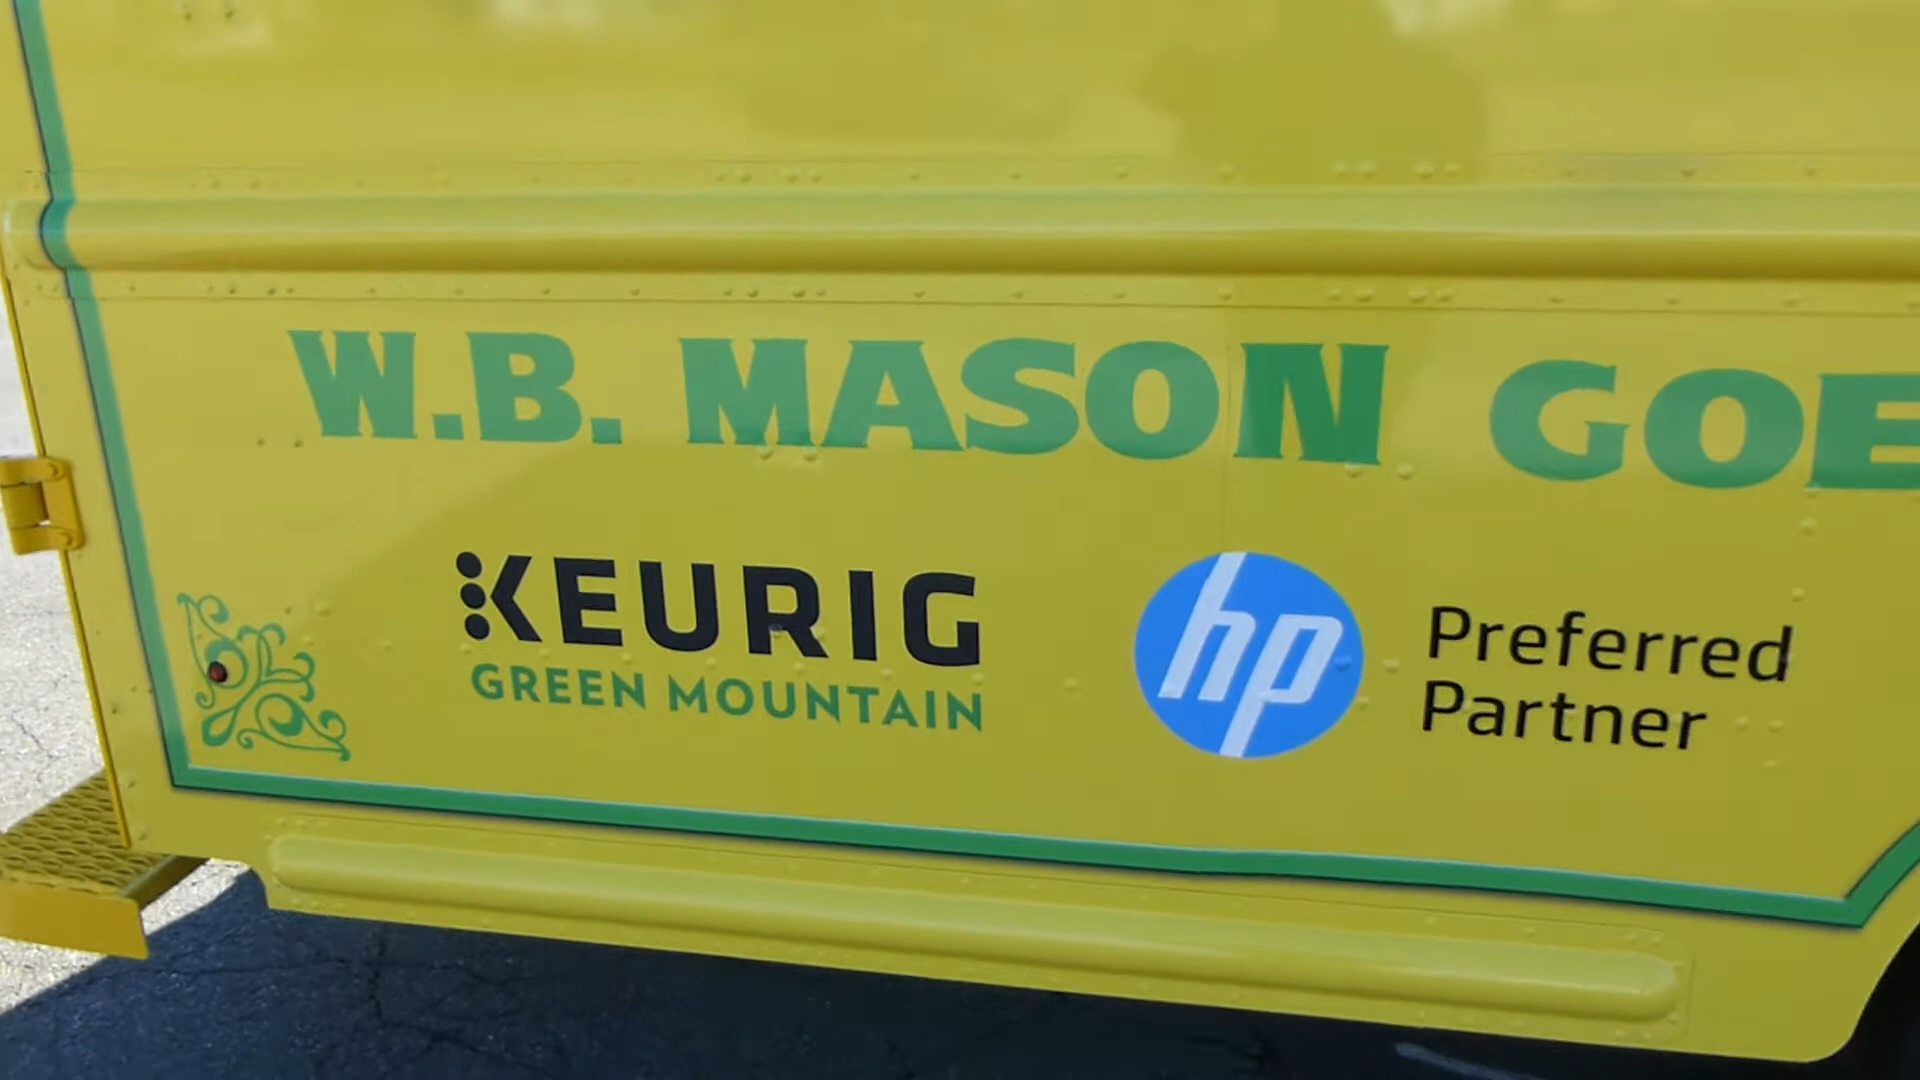 W.B. MASON GOE
KEURIG
GREEN MOUNTAIN
hp
Preferred
Partner